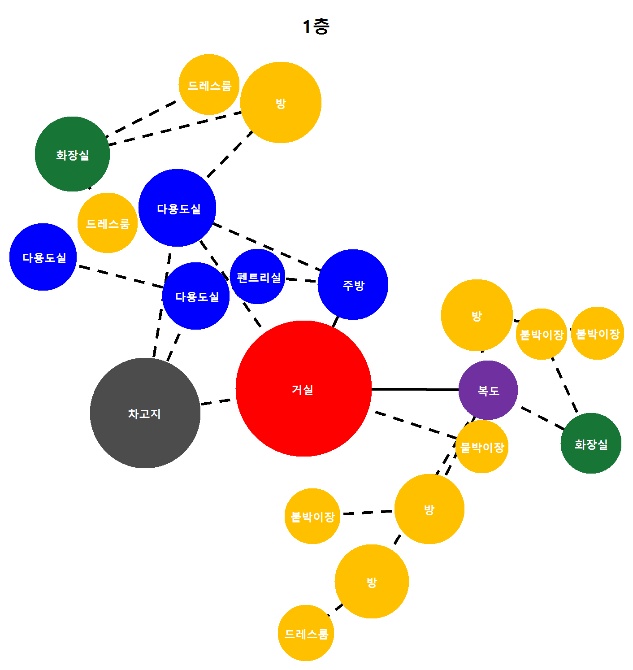 1층
드레스룸
방
화장실
다용도실
드레스룸
다용도실
다용도실
펜트리실
주방
방
붙박이장
붙박이장
거실
복도
차고지
붙박이장
화장실
방
붙박이장
방
드레스룸